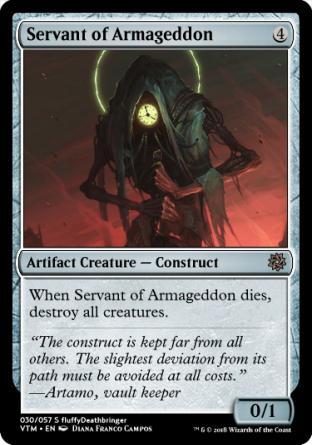 Servant of Armageddon 4
Artifact Creature — Construct
When Servant of Armageddon dies,
destroy all creatures.
“The construct is kept far from all
others. The slightest deviation from its
path must be avoided at all costs.”
—Artamo, vault keeper
0/1
030/057 S fluffyDeathbringer
VTM • EN Diana Franco Campos
™ & © 2018 Wizards of the Coast